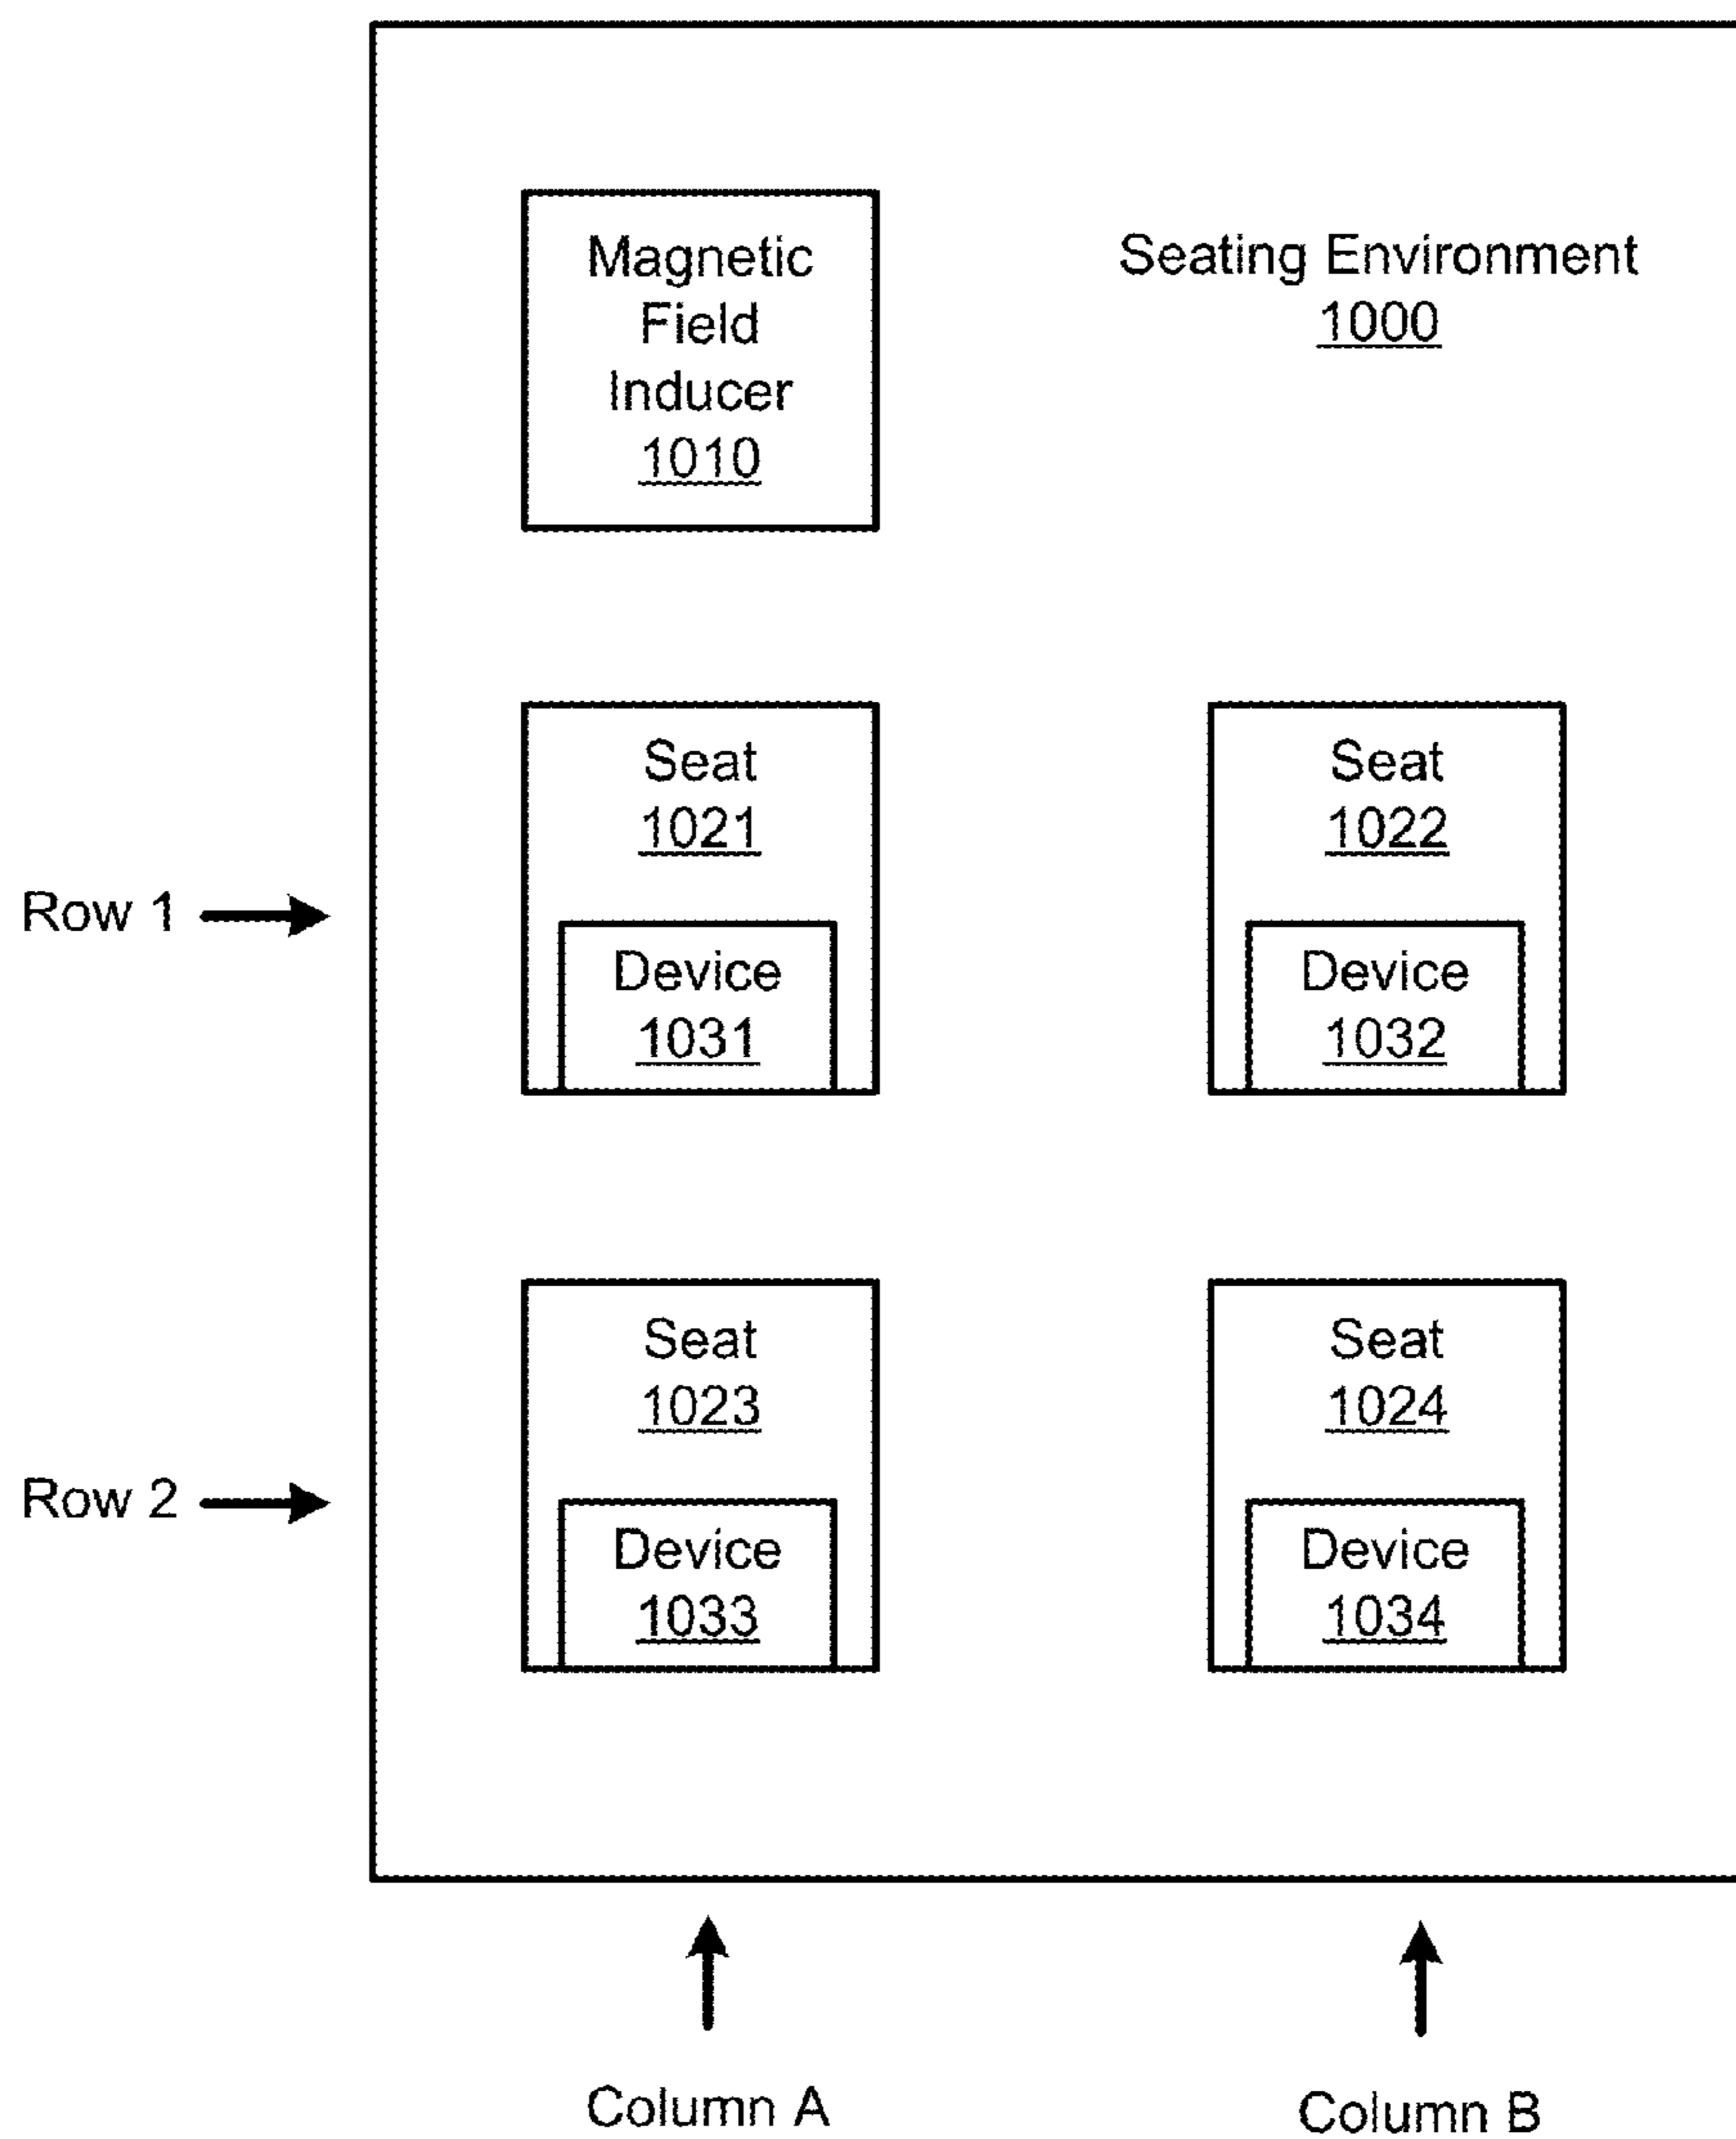 Magnetic
Field
Inducer
1010
Seating Environment
1000
Seat
1021
Seat
1022
Row 1
Device
1031
Device
1032
Seat
1023
Seat
1024
Row 2
Device
1033
Device
1034
Column A
Column B